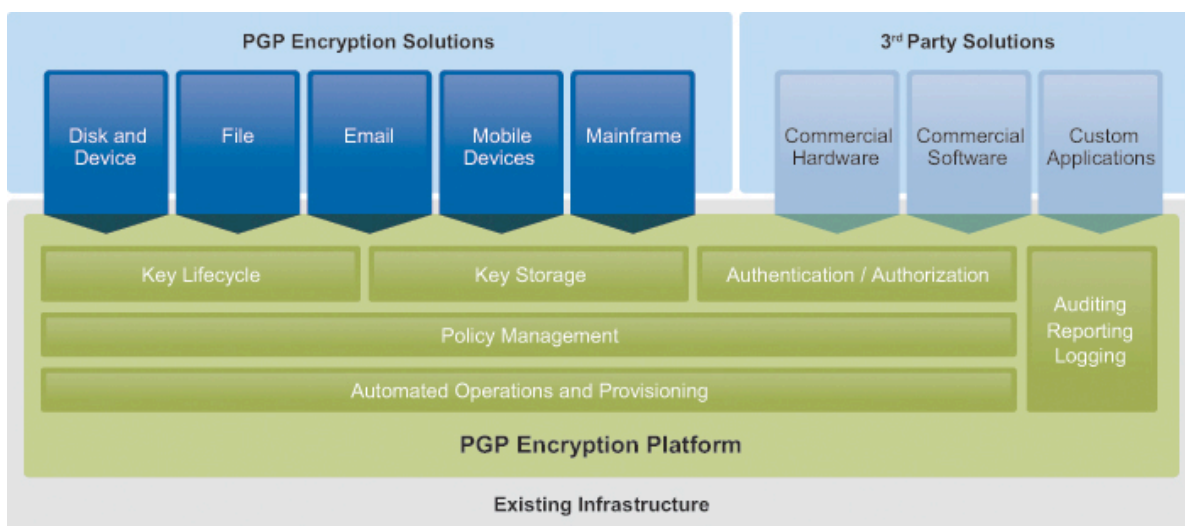 PGP Encryption Solutions
3rd Party Solutions
Disk and
Device
File
Email
Mobile
Devices
Mainframe
Commercial
Hardware
Commercial
Software
Custom
Applications
Key Lifecycle
Key Storage
Authentication / Authorization
Auditing
Reporting
Logging
Policy Management
Automated Operations and Provisioning
PGP Encryption Platform
Existing Infrastructure